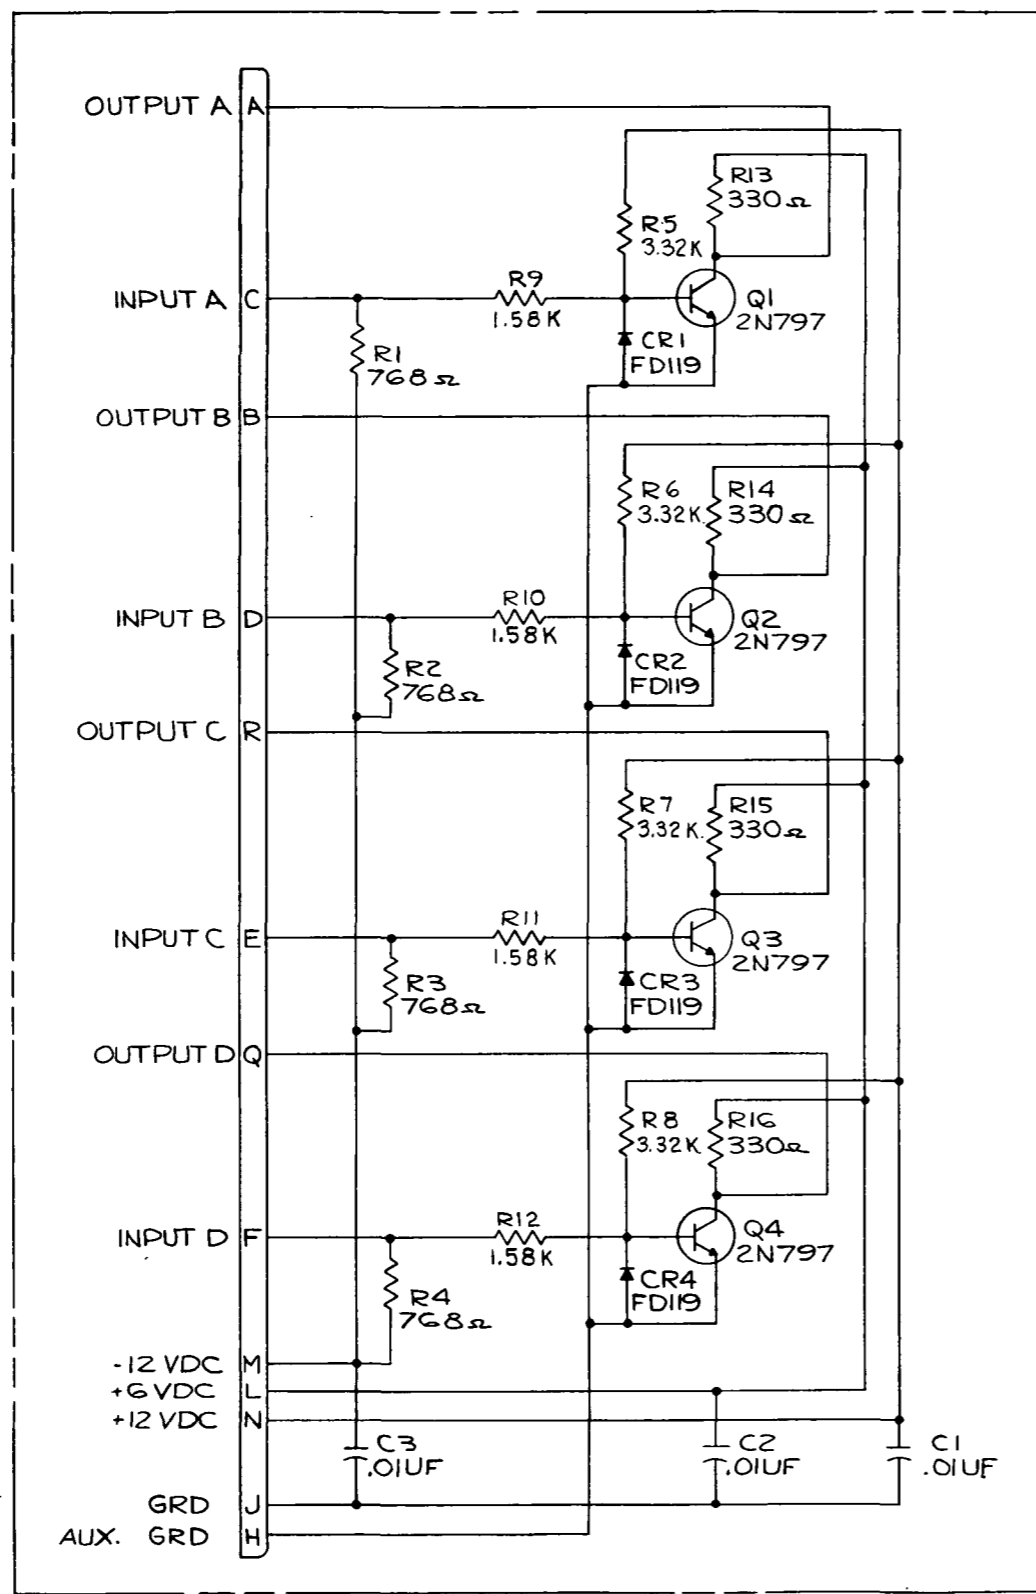 OUTPUT A A
R13
330Ω
R5
3.32K
INPUT A C
R9
1.58K
Q1
2N797
R1
768Ω
CR1
FD119
OUTPUT B B
R6
3.32K.
R14
330Ω
INPUT B D
R10
1.58K
Q2
2N797
R2
768Ω
CR2
FD119
OUTPUT C R
R7
3.32K.
R15
330Ω
INPUT C E
R11
1.58K
Q3
2N797
R3
768Ω
CR3
FD119
OUTPUT D Q
R8
3.32K
R16
330Ω
INPUT D F
R12
1.58K
Q4
2N797
R4
768Ω
CR4
FD119
-12 VDC M
+6 VDC L
+12 VDC N
C3
.01UF
C2
.01UF
C1
.01UF
GRD J
AUX. GRD H